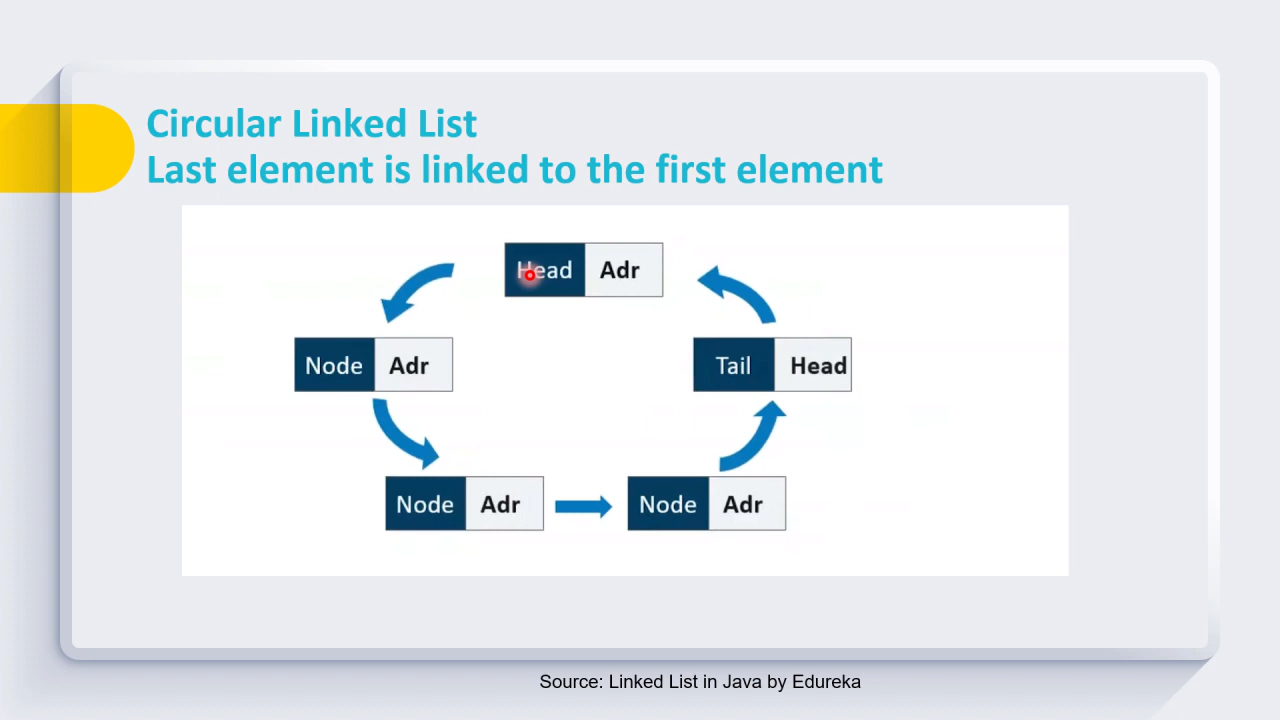 Circular Linked List
Last element is linked to the first element
Head Adr
Node Adr
Tail Head
Node Adr
Node Adr
Source: Linked List in Java by Edureka